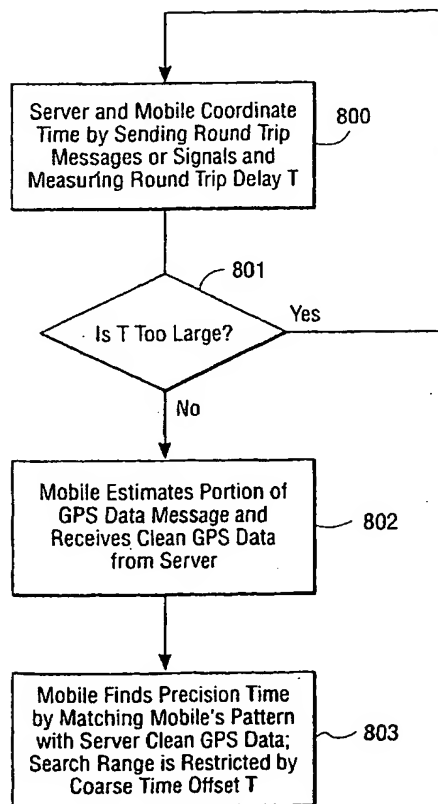 Server and Mobile Coordinate
Time by Sending Round Trip
Messages or Signals and
Measuring Round Trip Delay T
800
801
Is T Too Large?
Yes
No
Mobile Estimates Portion of
GPS Data Message and
Receives Clean GPS Data
from Server
802
Mobile Finds Precision Time
by Matching Mobile's Pattern
with Server Clean GPS Data;
Search Range is Restricted by
Coarse Time Offset T
803